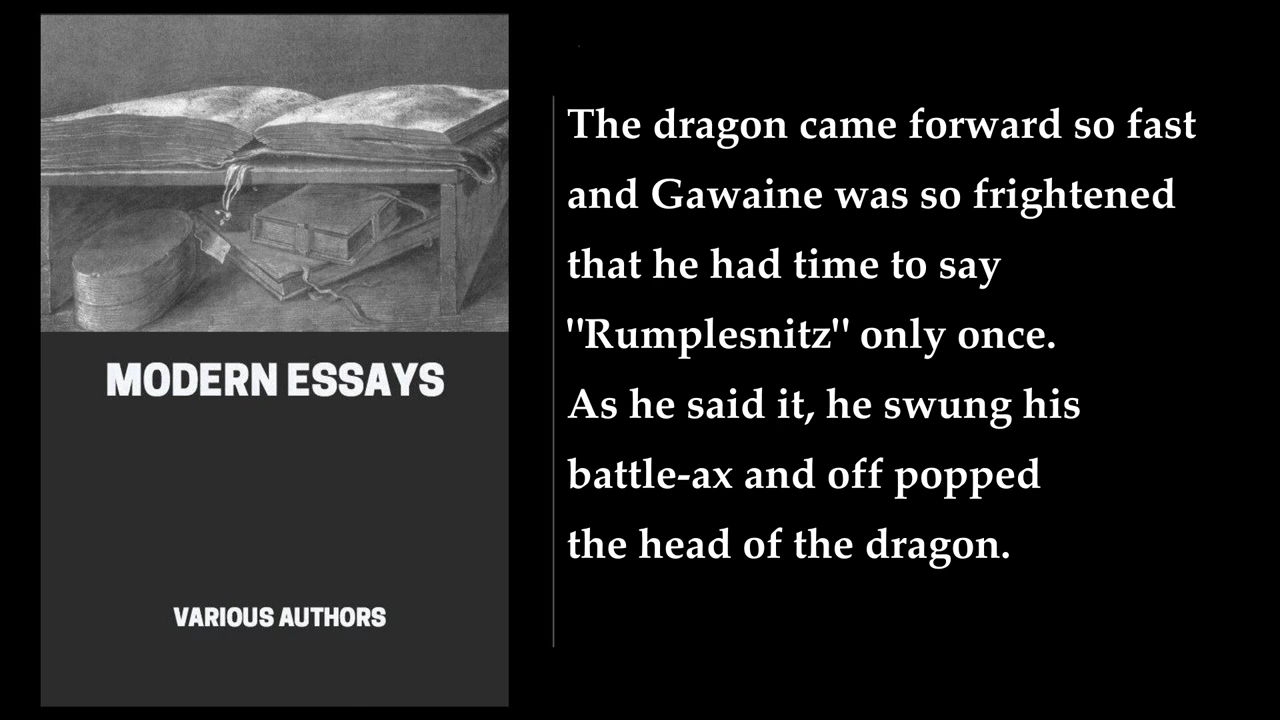 MODERN ESSAYS
VARIOUS AUTHORS
The dragon came forward so fast
and Gawaine was so frightened
that he had time to say
"Rumplesnitz" only once.
As he said it, he swung his
battle-ax and off popped
the head of the dragon.